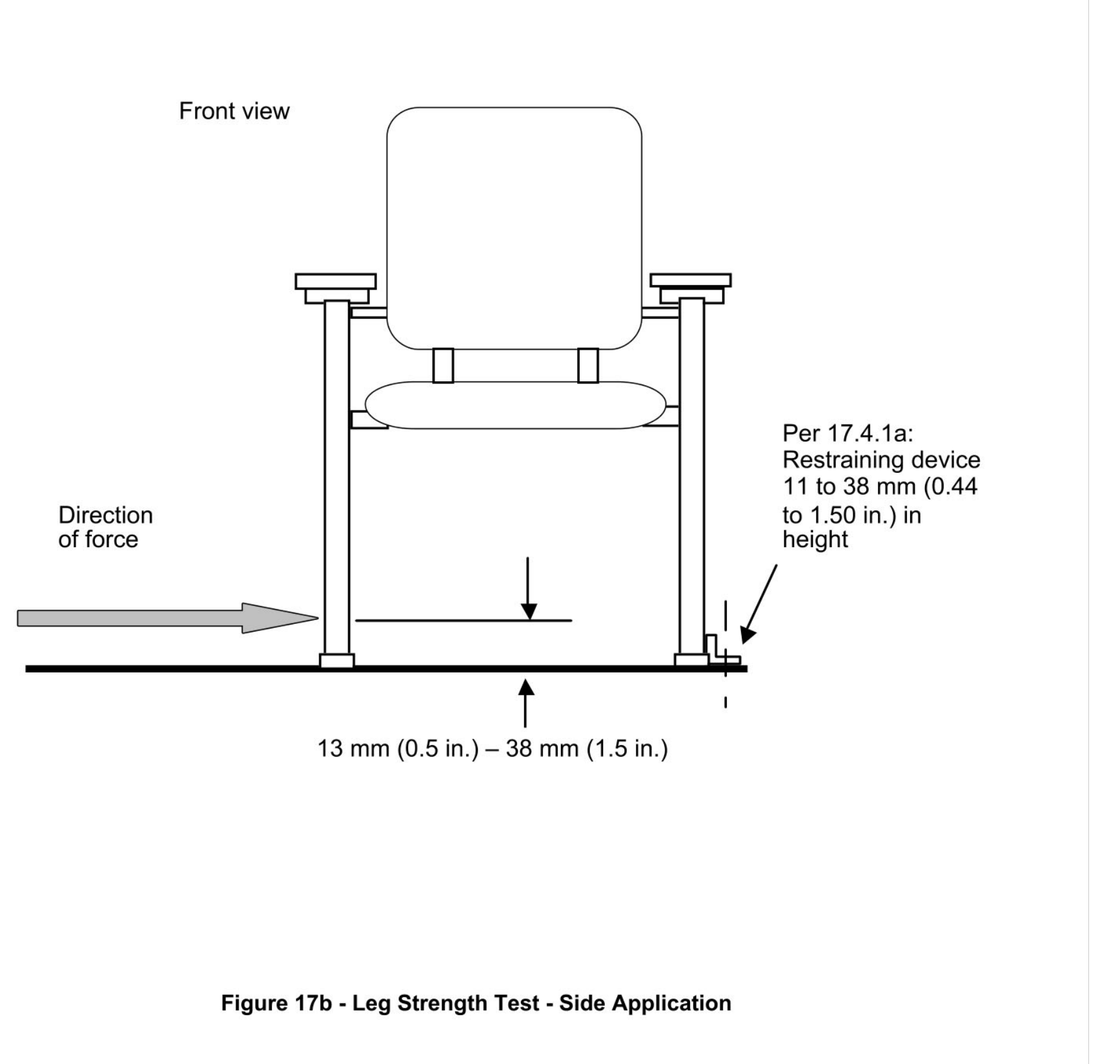 Front view
Per 17.4.1a:
Restraining device
11 to 38 mm (0.44
to 1.50 in.) in
height
Direction
of force
13 mm (0.5 in.) – 38 mm (1.5 in.)
Figure 17b - Leg Strength Test - Side Application